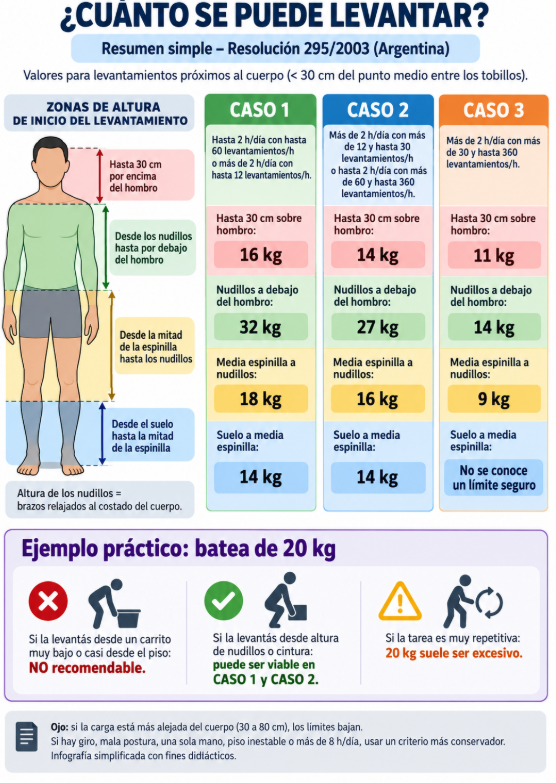 ¿CUÁNTO SE PUEDE LEVANTAR?
Resumen simple – Resolución 295/2003 (Argentina)
Valores para levantamientos próximos al cuerpo (< 30 cm del punto medio entre los tobillos).
ZONAS DE ALTURA
DE INICIO DEL LEVANTAMIENTO
Hasta 30 cm
por encima
del hombro
Desde los nudillos
hasta por debajo
del hombro
Desde la mitad
de la espinilla
hasta los nudillos
Desde el suelo
hasta la mitad
de la espinilla
Altura de los nudillos =
brazos relajados al costado del cuerpo.
CASO 1
Hasta 2 h/día con hasta
60 levantamientos/h
o más de 2 h/día con
hasta 12 levantamientos/h.
Hasta 30 cm sobre
hombro:
16 kg
Nudillos a debajo
del hombro:
32 kg
Media espinilla a
nudillos:
18 kg
Suelo a media
espinilla:
14 kg
CASO 2
Más de 2 h/día con más
de 12 y hasta 30
levantamientos/h
o hasta 2 h/día con más
de 60 y hasta 360
levantamientos/h.
Hasta 30 cm sobre
hombro:
14 kg
Nudillos a debajo
del hombro:
27 kg
Media espinilla a
nudillos:
16 kg
Suelo a media
espinilla:
14 kg
CASO 3
Más de 2 h/día con más
de 30 y hasta 360
levantamientos/h.
Hasta 30 cm sobre
hombro:
11 kg
Nudillos a debajo
del hombro:
14 kg
Media espinilla a
nudillos:
9 kg
Suelo a media
espinilla:
No se conoce
un límite seguro
Ejemplo práctico: batea de 20 kg
Si la levantás desde un carrito
muy bajo o casi desde el piso:
NO recomendable.
Si la levantás desde altura
de nudillos o cintura:
puede ser viable en
CASO 1 y CASO 2.
Si la tarea es muy repetitiva:
20 kg suele ser excesivo.
Ojo: si la carga está más alejada del cuerpo (30 a 80 cm), los límites bajan.
Si hay giro, mala postura, una sola mano, piso inestable o más de 8 h/día, usar un criterio más conservador.
Infografía simplificada con fines didácticos.